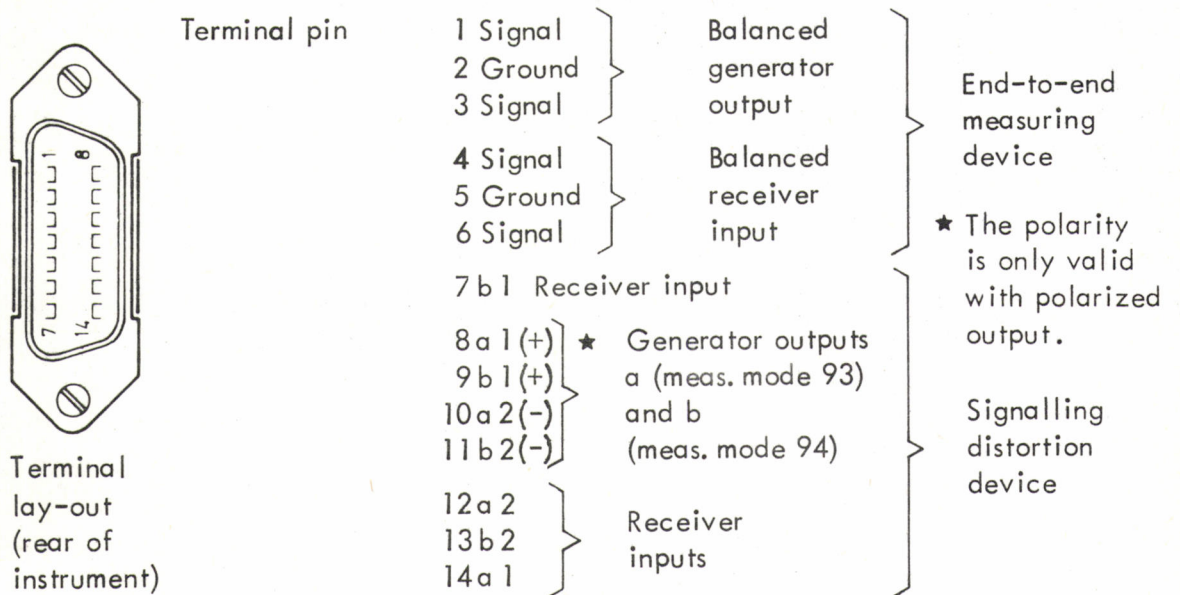 Terminal pin
1 Signal
2 Ground
3 Signal
Balanced
generator
output
4 Signal
5 Ground
6 Signal
Balanced
receiver
input
End-to-end
measuring
device
★ The polarity
is only valid
with polarized
output.
7 b 1 Receiver input
8 a 1 (+)
9 b 1 (+)
10 a 2 (-)
11 b 2 (-)
★ Generator outputs
a (meas. mode 93)
and b
(meas. mode 94)
12 a 2
13 b 2
14 a 1
Receiver
inputs
Signalling
distortion
device
1 8
7 14
Terminal
lay-out
(rear of
instrument)